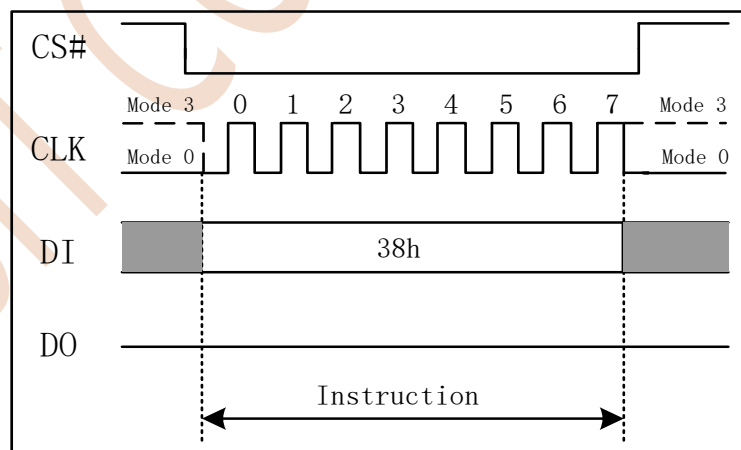 CS#
Mode 3 0 1 2 3 4 5 6 7 Mode 3
CLK
Mode 0 Mode 0
DI 38h
DO
Instruction